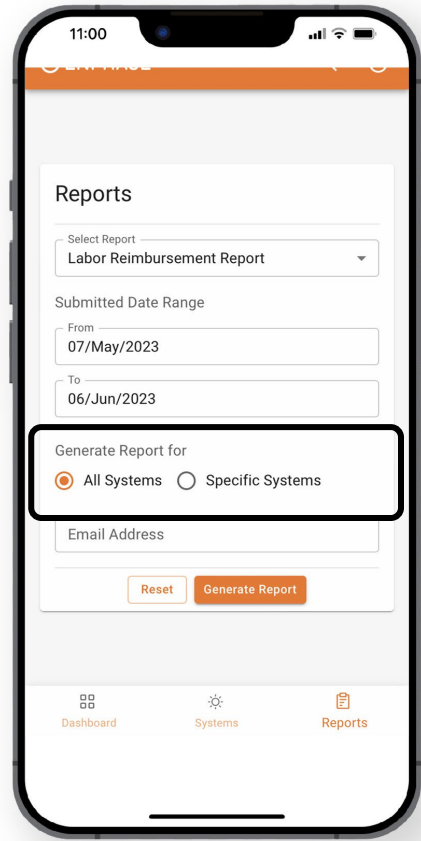 11:00
Reports
Select Report
Labor Reimbursement Report
Submitted Date Range
From
07/May/2023
To
06/Jun/2023
Generate Report for
All Systems
Specific Systems
Email Address
Reset
Generate Report
Dashboard
Systems
Reports